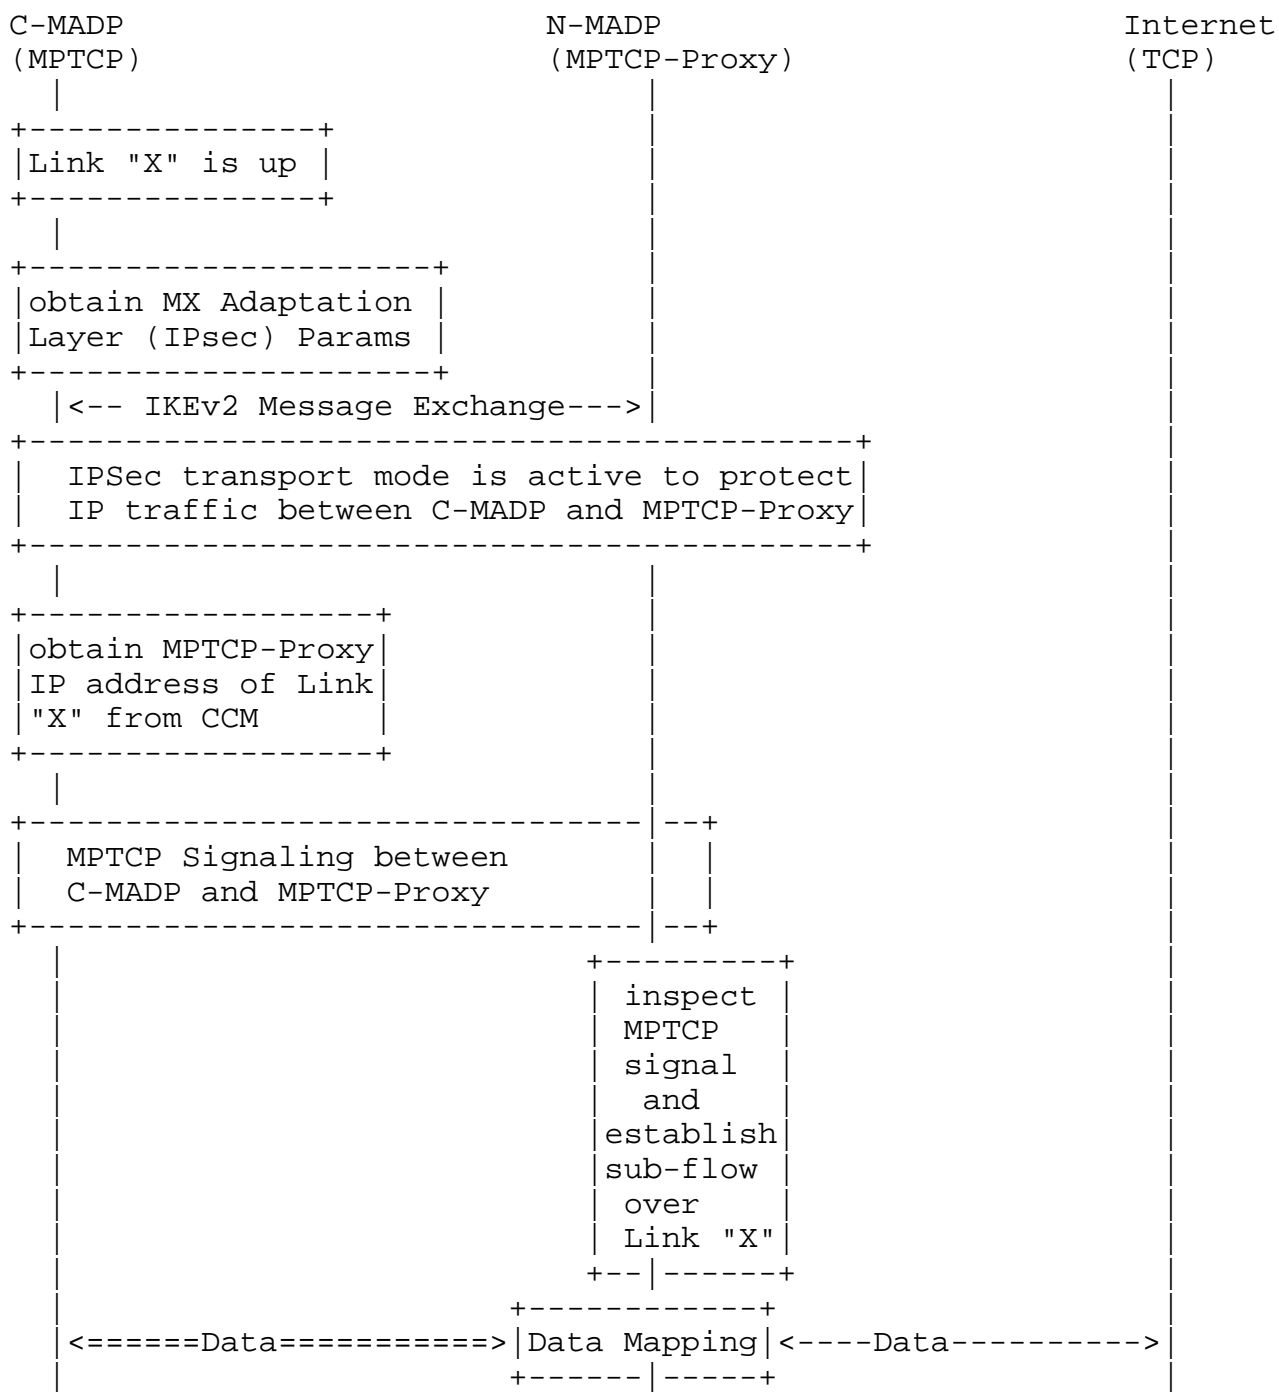 C-MADP N-MADP Internet
(MPTCP) (MPTCP-Proxy) (TCP)
Link "X" is up
obtain MX Adaptation
Layer (IPsec) Params
<-- IKEv2 Message Exchange--->
IPSec transport mode is active to protect
IP traffic between C-MADP and MPTCP-Proxy
obtain MPTCP-Proxy
IP address of Link
"X" from CCM
MPTCP Signaling between
C-MADP and MPTCP-Proxy
inspect
MPTCP
signal
and
establish
sub-flow
over
Link "X"
<======Data===========>|Data Mapping|<----Data---------->